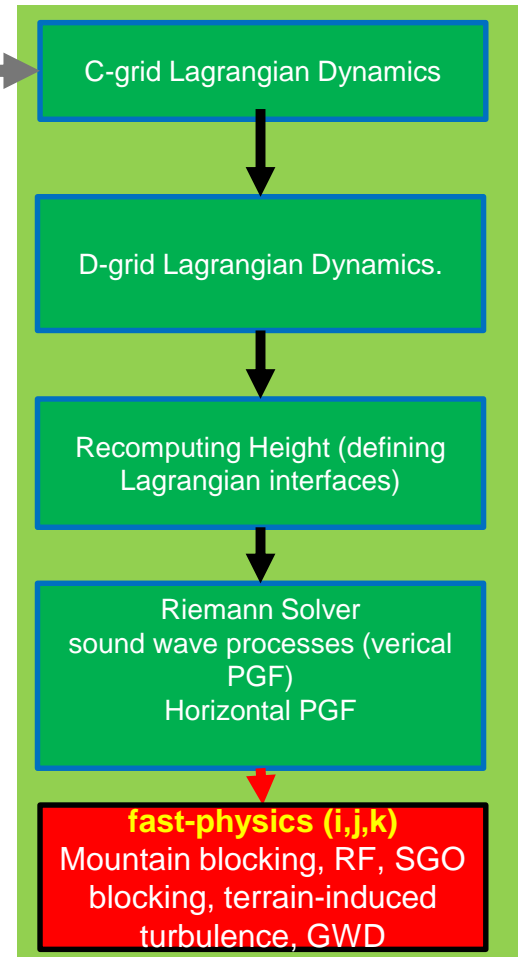 C-grid Lagrangian Dynamics
D-grid Lagrangian Dynamics.
Recomputing Height (defining
Lagrangian interfaces)
Riemann Solver
sound wave processes (verical
PGF)
Horizontal PGF
fast-physics (i,j,k)
Mountain blocking, RF, SGO
blocking, terrain-induced
turbulence, GWD